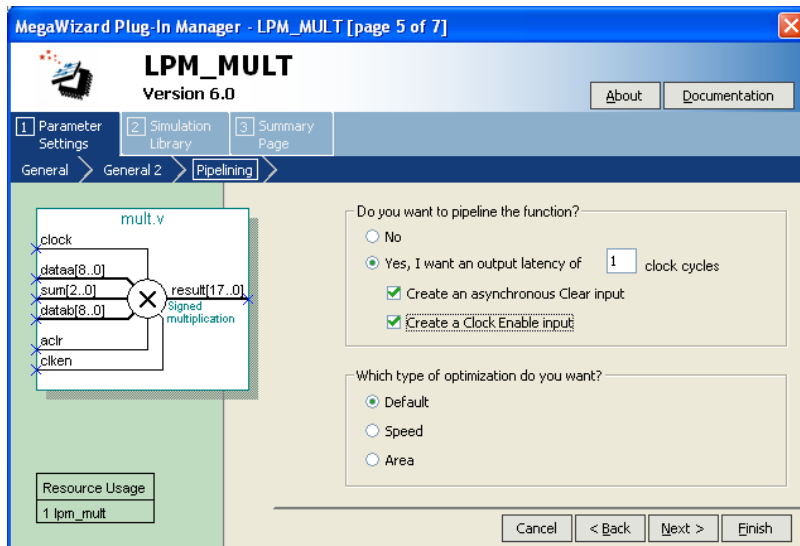 MegaWizard Plug-In Manager - LPM_MULT [page 5 of 7]
LPM_MULT
Version 6.0
About
Documentation
1 Parameter Settings
2 Simulation Library
3 Summary Page
General
General 2
Pipelining
mult.v
clock
dataa[8..0]
sum[2..0]
datab[8..0]
aclr
clken
result[17..0]
Signed
multiplication
Resource Usage
1 lpm_mult
Do you want to pipeline the function?
No
Yes, I want an output latency of 1 clock cycles
Create an asynchronous Clear input
Create a Clock Enable input
Which type of optimization do you want?
Default
Speed
Area
Cancel
< Back
Next >
Finish